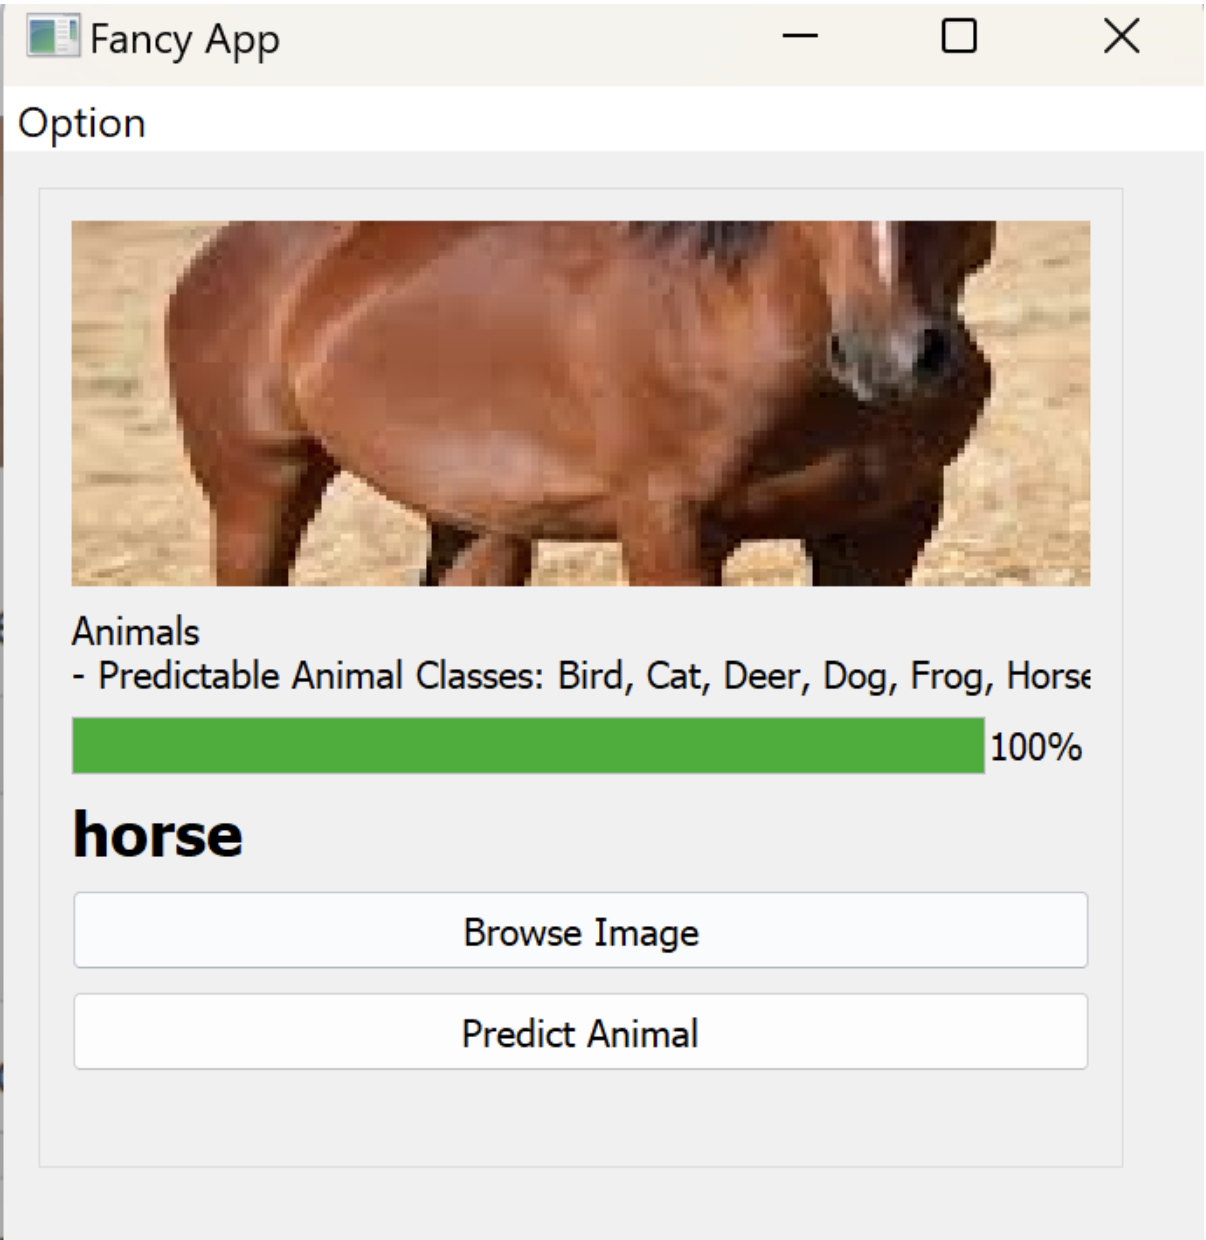 Fancy App
Option
Animals
- Predictable Animal Classes: Bird, Cat, Deer, Dog, Frog, Horse
100%
horse
Browse Image
Predict Animal